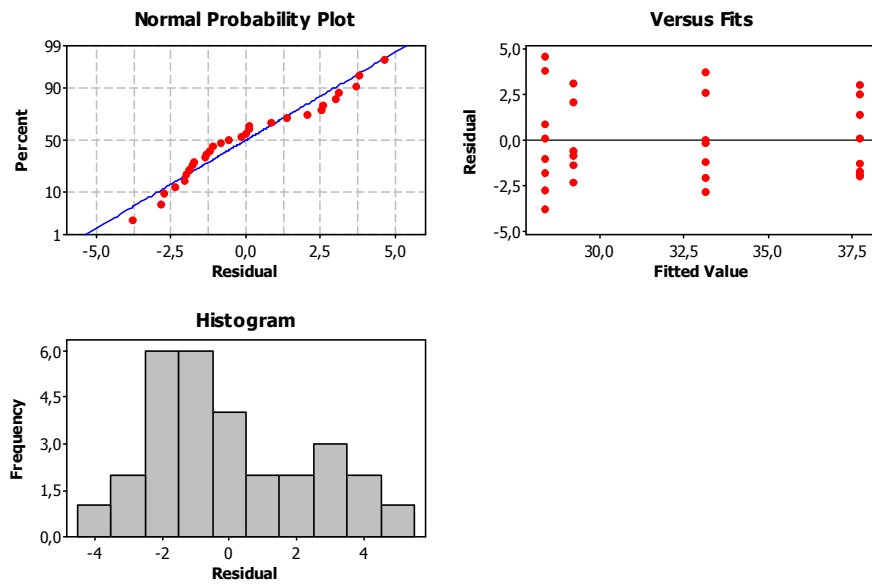 Normal Probability Plot
99
90
50
10
1
Percent
-5,0 -2,5 0,0 2,5 5,0
Residual
Versus Fits
5,0
2,5
0,0
-2,5
-5,0
Residual
30,0 32,5 35,0 37,5
Fitted Value
Histogram
6,0
4,5
3,0
1,5
0,0
Frequency
-4 -2 0 2 4
Residual